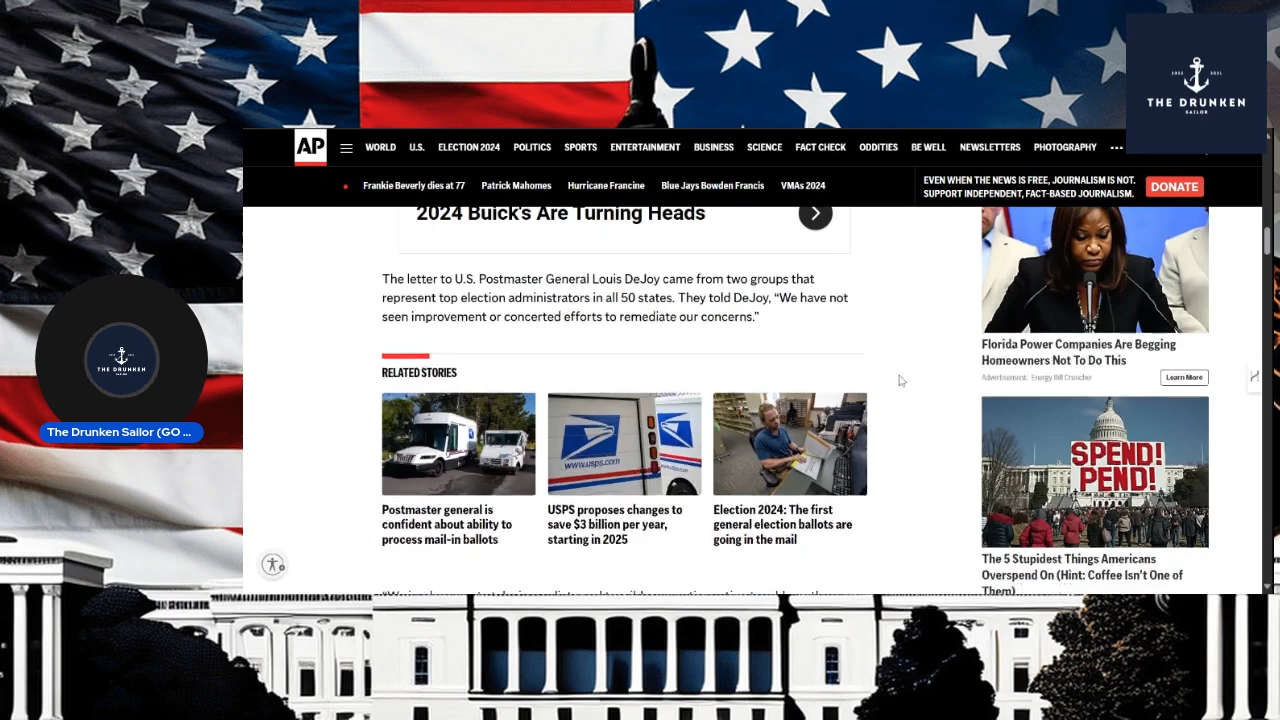 THE DRUNKEN
SAILOR
AP
WORLD U.S. ELECTION 2024 POLITICS SPORTS ENTERTAINMENT BUSINESS SCIENCE FACT CHECK ODDITIES BE WELL NEWSLETTERS PHOTOGRAPHY •••
Frankie Beverly dies at 77 Patrick Mahomes Hurricane Francine Blue Jays Bowden Francis VMAs 2024
EVEN WHEN THE NEWS IS FREE, JOURNALISM IS NOT.
SUPPORT INDEPENDENT, FACT-BASED JOURNALISM.
DONATE
2024 Buick's Are Turning Heads
The letter to U.S. Postmaster General Louis DeJoy came from two groups that
represent top election administrators in all 50 states. They told DeJoy, “We have not
seen improvement or concerted efforts to remediate our concerns.”
RELATED STORIES
www.usps.com
Postmaster general is
confident about ability to
process mail-in ballots
USPS proposes changes to
save $3 billion per year,
starting in 2025
Election 2024: The first
general election ballots are
going in the mail
Florida Power Companies Are Begging
Homeowners Not To Do This
Advertisement: Energy Bill Cruncher
Learn More
SPEND!
PEND!
The 5 Stupidest Things Americans
Overspend On (Hint: Coffee Isn't One of
Them)
THE DRUNKEN
SAILOR
The Drunken Sailor (GO ...